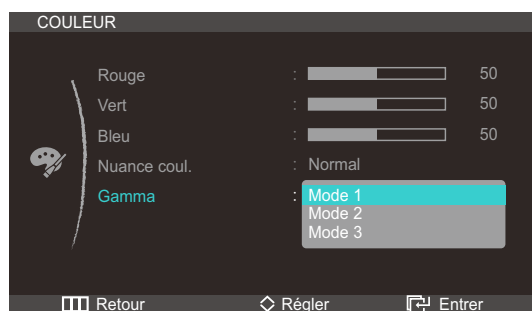 COULEUR
Rouge : 50
Vert : 50
Bleu : 50
Nuance coul. : Normal
Gamma : Mode 1
Mode 2
Mode 3
Retour Régler Entrer